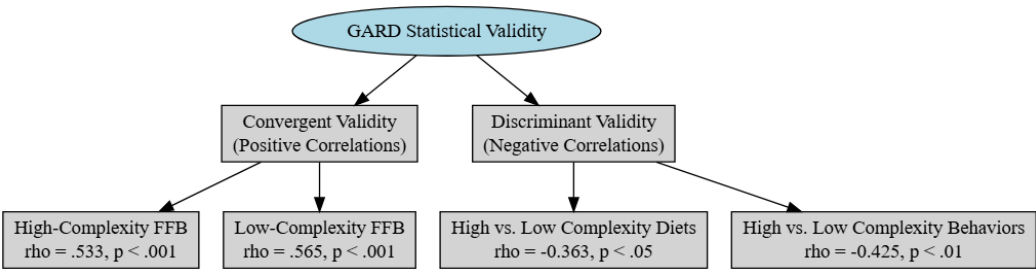 GARD Statistical Validity
Convergent Validity
(Positive Correlations)
Discriminant Validity
(Negative Correlations)
High-Complexity FFB
rho = .533, p < .001
Low-Complexity FFB
rho = .565, p < .001
High vs. Low Complexity Diets
rho = -0.363, p < .05
High vs. Low Complexity Behaviors
rho = -0.425, p < .01